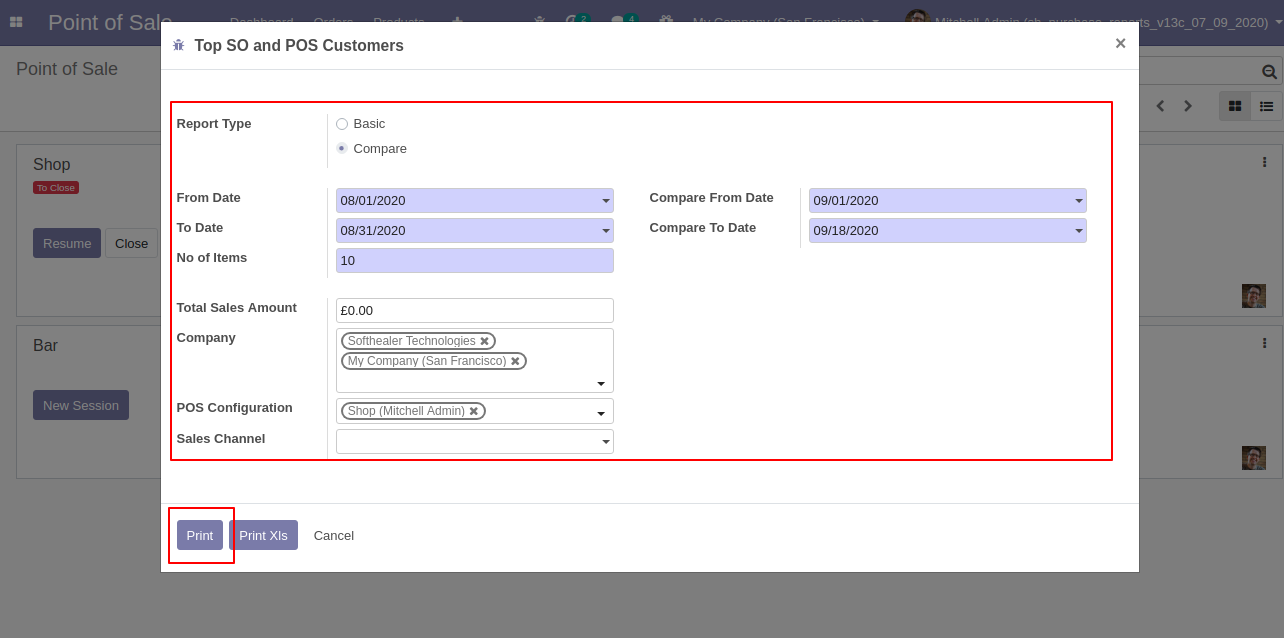 Point of Sale
Dashboard Orders Products 2 4 My Company (San Francisco)
Top SO and POS Customers ×
Point of Sale
Report Type
Basic
Compare
Shop
To Close
Resume Close
From Date 08/01/2020 Compare From Date 09/01/2020
To Date 08/31/2020 Compare To Date 09/18/2020
No of Items 10
Total Sales Amount £0.00
Company Softhealer Technologies ✖
My Company (San Francisco) ✖
POS Configuration Shop (Mitchell Admin) ✖
Sales Channel
Bar
New Session
Print Print Xls Cancel